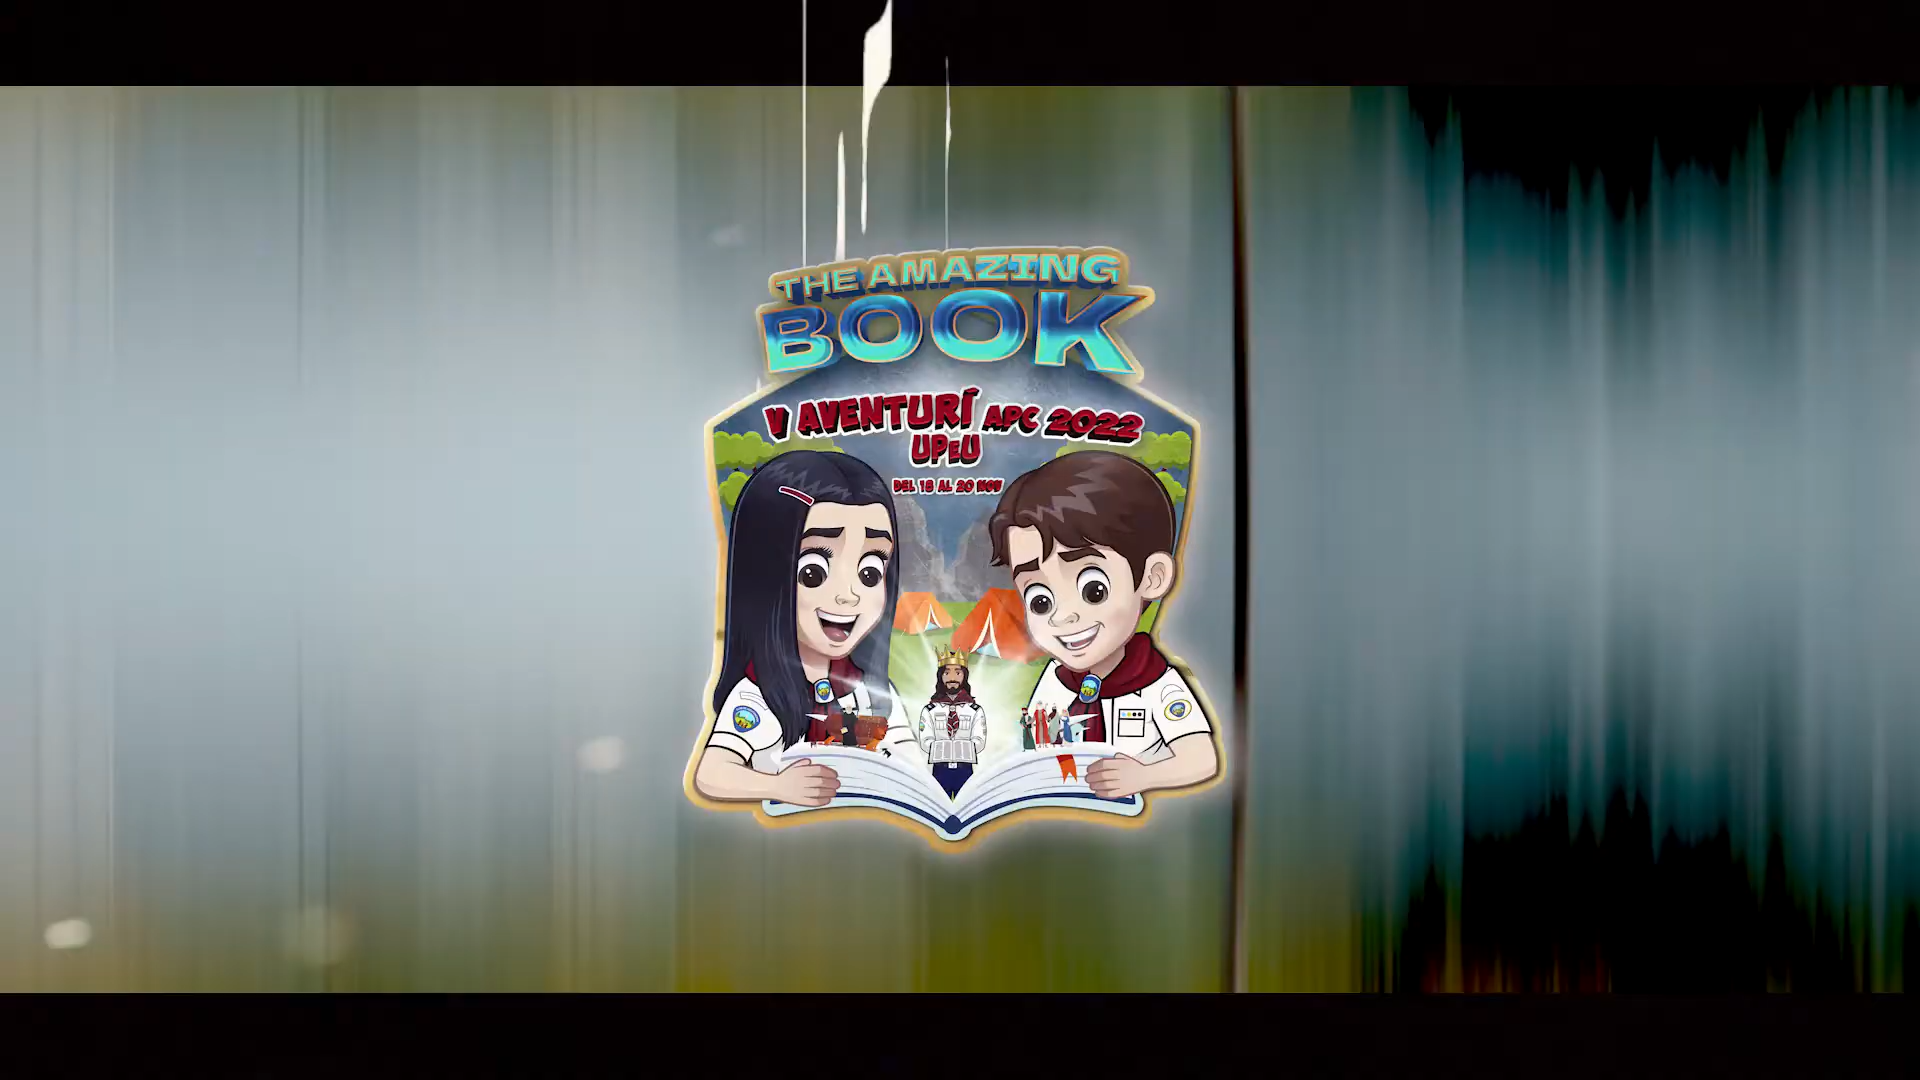 THE AMAZING
BOOK
V AVENTURÍ APC 2022
UPeU
DEL 18 AL 20 NOV